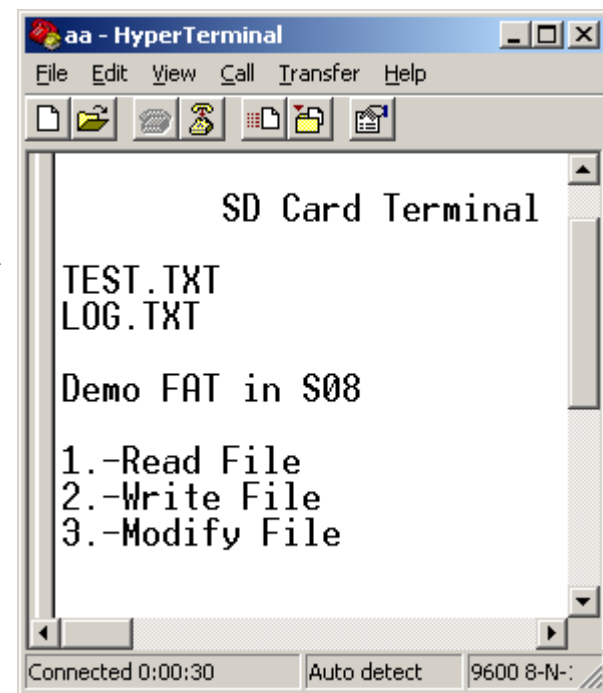 aa - HyperTerminal
File Edit View Call Transfer Help
SD Card Terminal
TEST.TXT
LOG.TXT
Demo FAT in S08
1.-Read File
2.-Write File
3.-Modify File
Connected 0:00:30 Auto detect 9600 8-N-